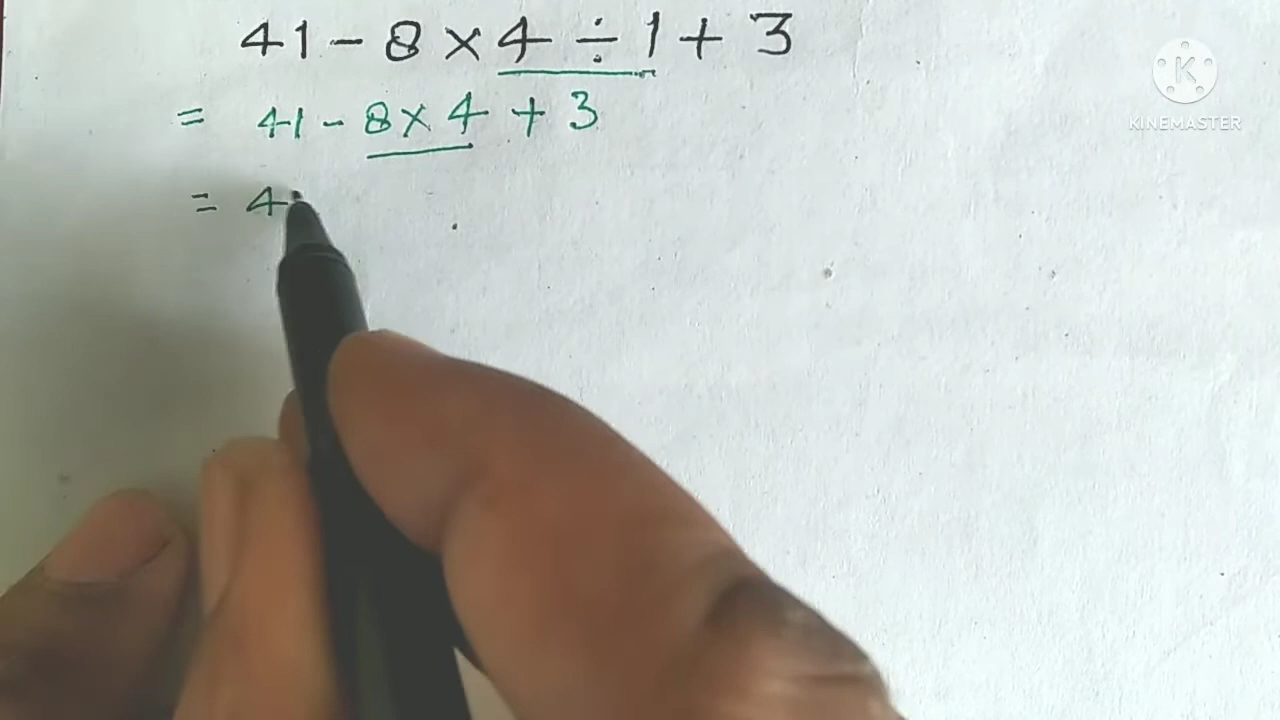 41 - 8 × 4 ÷ 1 + 3
= 41 - 8 × 4 + 3
= 4
K
KINEMASTER